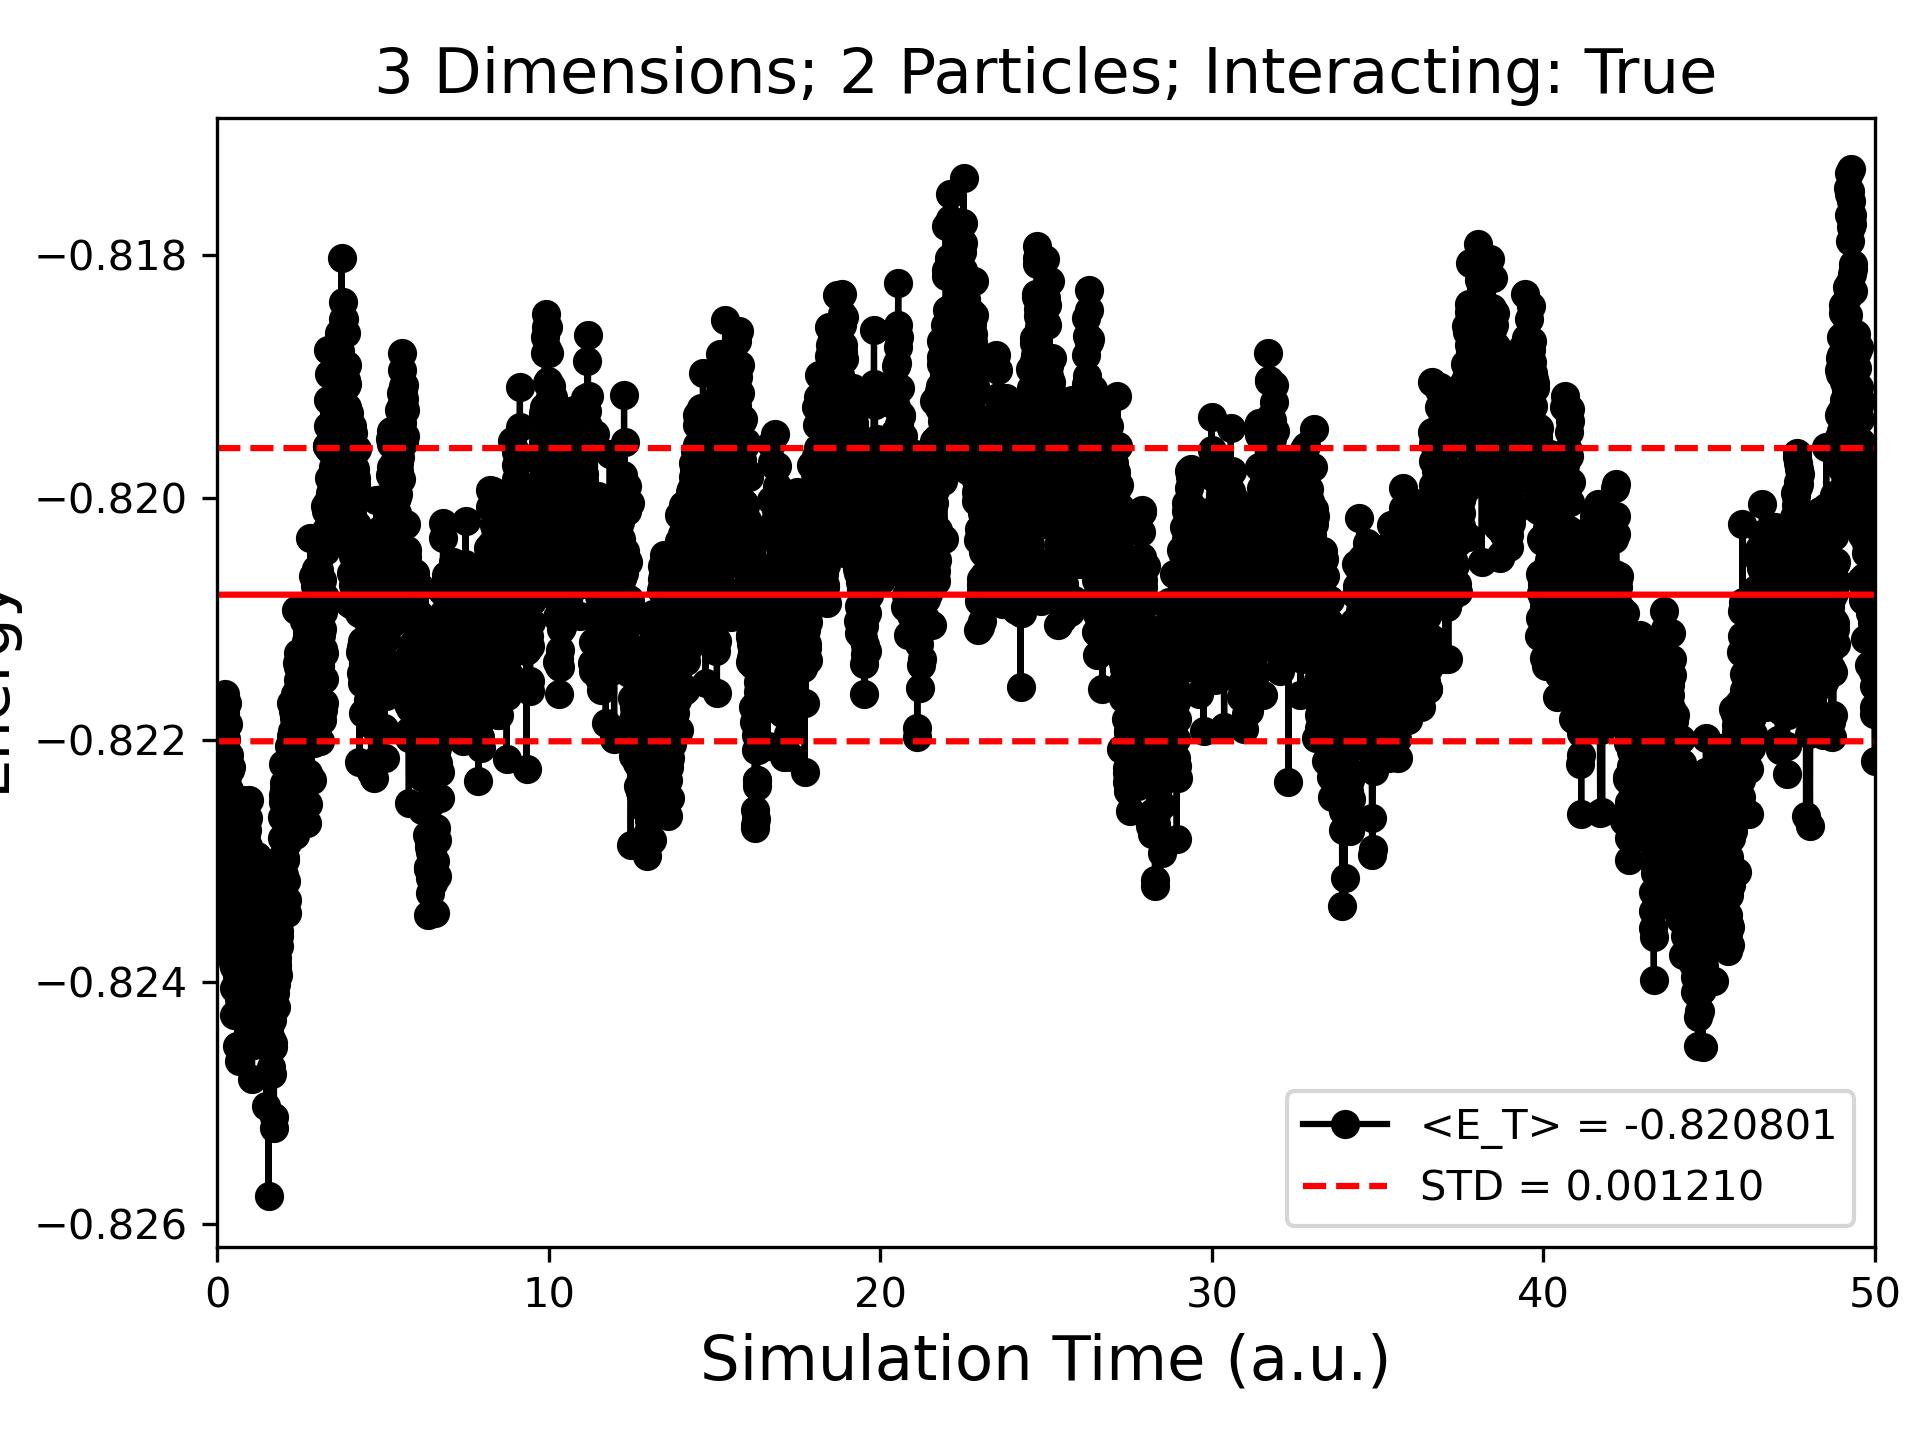 3 Dimensions; 2 Particles; Interacting: True
Energy
−0.818
−0.820
−0.822
−0.824
−0.826
<E_T> = -0.820801
STD = 0.001210
0 10 20 30 40 50
Simulation Time (a.u.)